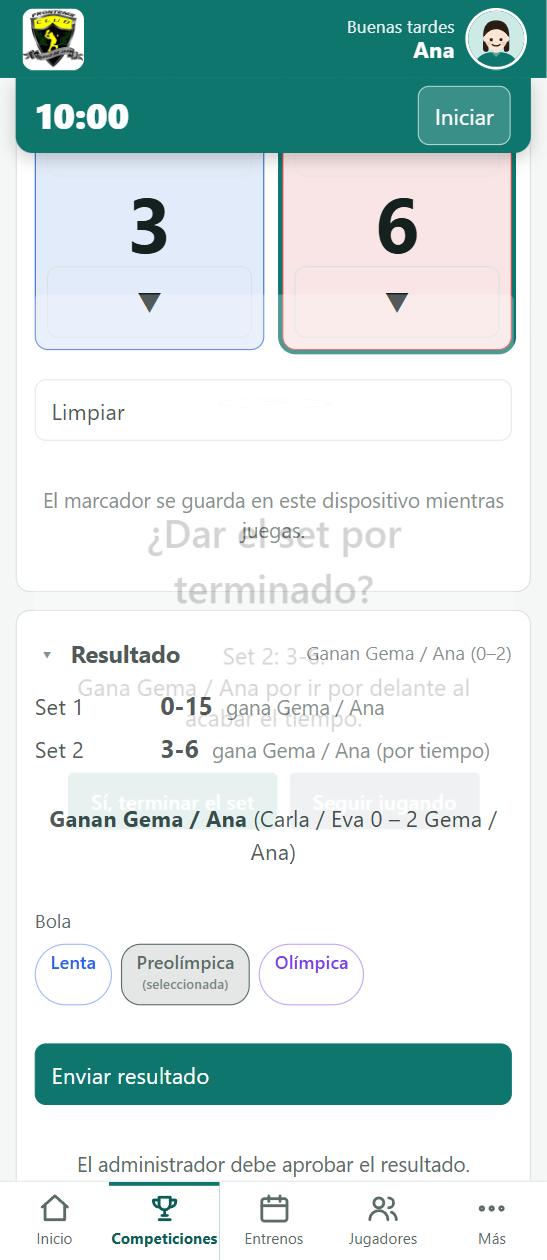 FRONTENIS
CLUB
Buenas tardes
Ana
10:00
Iniciar
3
6
▼
▼
Limpiar
El marcador se guarda en este dispositivo mientras
juegas.
¿Dar el set por
terminado?
▼ Resultado
Ganan Gema / Ana (0–2)
Set 2: 3-6.
Gana Gema / Ana por ir por delante al
acabar el tiempo.
Set 1 0-15 gana Gema / Ana
Set 2 3-6 gana Gema / Ana (por tiempo)
Sí, terminar el set
Seguir jugando
Ganan Gema / Ana (Carla / Eva 0 – 2 Gema /
Ana)
Bola
Lenta
Preolímpica
(seleccionada)
Olímpica
Enviar resultado
El administrador debe aprobar el resultado.
Inicio
Competiciones
Entrenos
Jugadores
Más